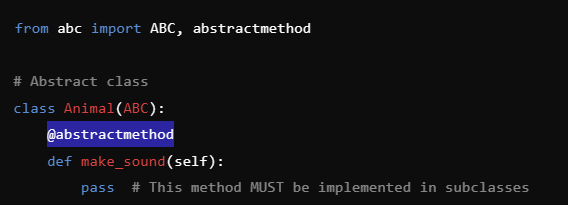 from abc import ABC, abstractmethod
# Abstract class
class Animal(ABC):
@abstractmethod
def make_sound(self):
pass  # This method MUST be implemented in subclasses